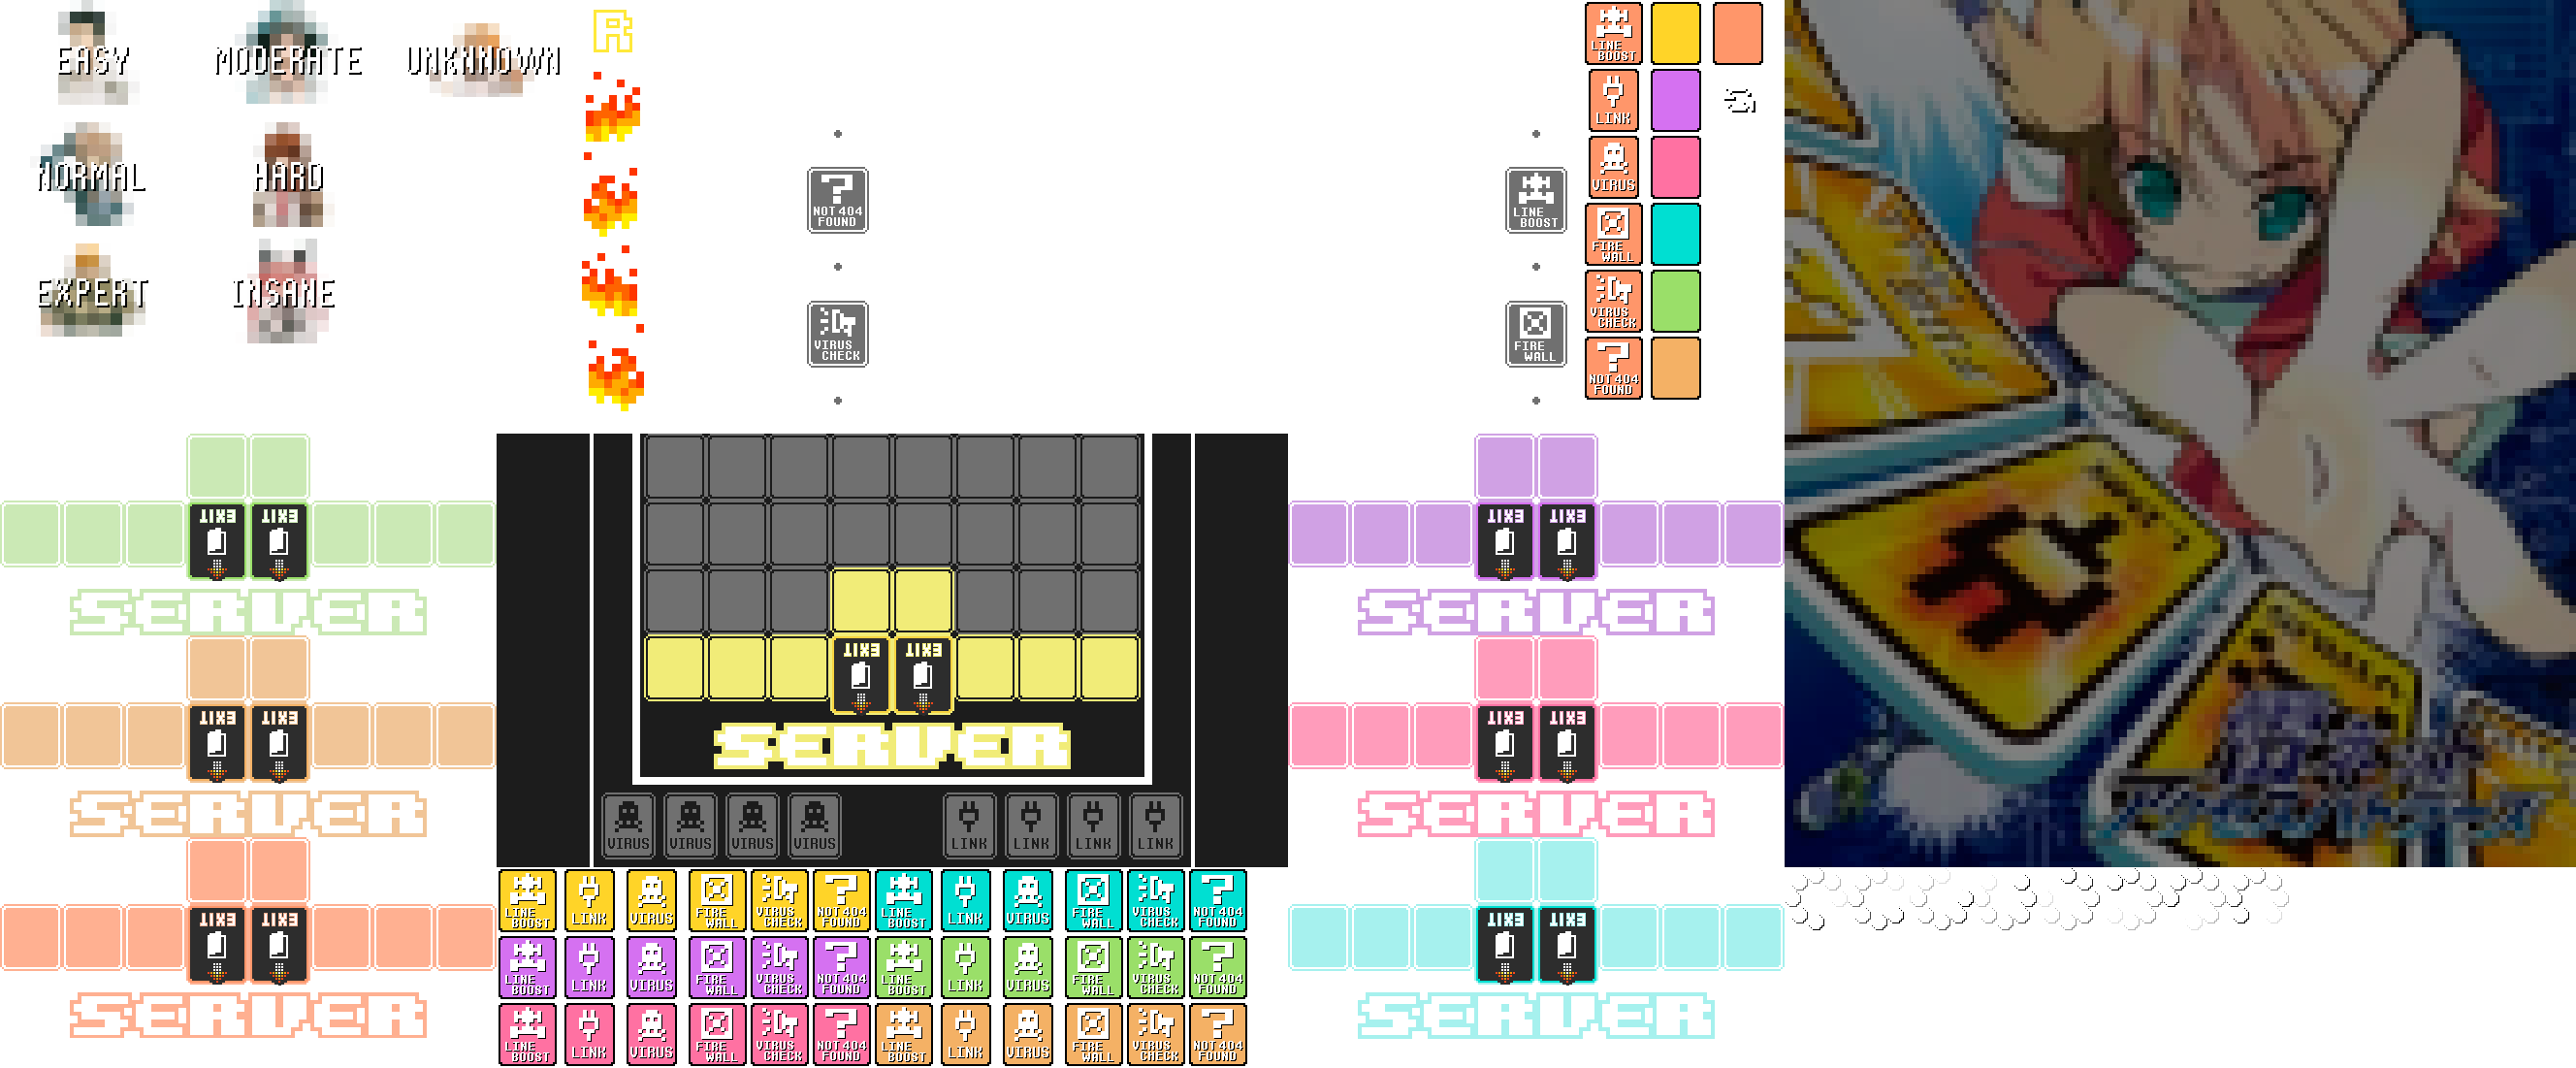 EASY
MODERATE
UNKNNOWN
NORMAL
HARD
EXPERT
INSANE
R
NOT 404
FOUND
VIRUS
CHECK
LINE
BOOST
FIRE
WALL
LINE
BOOST
LINK
VIRUS
FIRE
WALL
VIRUS
CHECK
NOT 404
FOUND
EXIT EXIT
SERVER
EXIT EXIT
SERVER
EXIT EXIT
SERVER
EXIT EXIT
SERVER
VIRUS VIRUS VIRUS VIRUS LINK LINK LINK LINK
EXIT EXIT
SERVER
EXIT EXIT
SERVER
EXIT EXIT
SERVER
LINE BOOST LINK VIRUS FIRE WALL VIRUS CHECK NOT 404 FOUND LINE BOOST LINK VIRUS FIRE WALL VIRUS CHECK NOT 404 FOUND
LINE BOOST LINK VIRUS FIRE WALL VIRUS CHECK NOT 404 FOUND LINE BOOST LINK VIRUS FIRE WALL VIRUS CHECK NOT 404 FOUND
LINE BOOST LINK VIRUS FIRE WALL VIRUS CHECK NOT 404 FOUND LINE BOOST LINK VIRUS FIRE WALL VIRUS CHECK NOT 404 FOUND